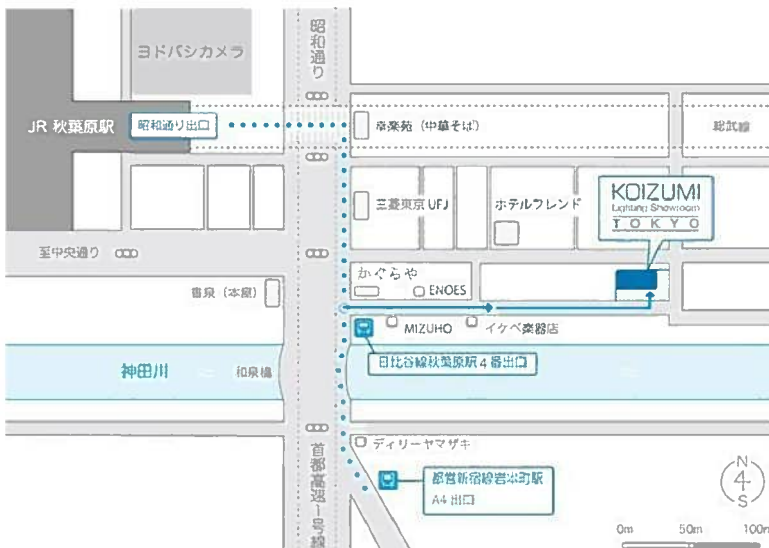 昭和通り
ヨドバシカメラ
JR 秋葉原駅
昭和通り出口
幸楽苑（中華そば）
総武線
三菱東京UFJ
ホテルフレンド
KOIZUMI
Lighting Showroom
TOKYO
至中央通り
かぐらや
ENOES
書泉（本屋）
MIZUHO
イケベ楽器店
日比谷線秋葉原駅4番出口
神田川
和泉橋
デイリーヤマザキ
首都高速1号線
都営新宿線岩本町駅
A4 出口
N
S
0m
50m
100m